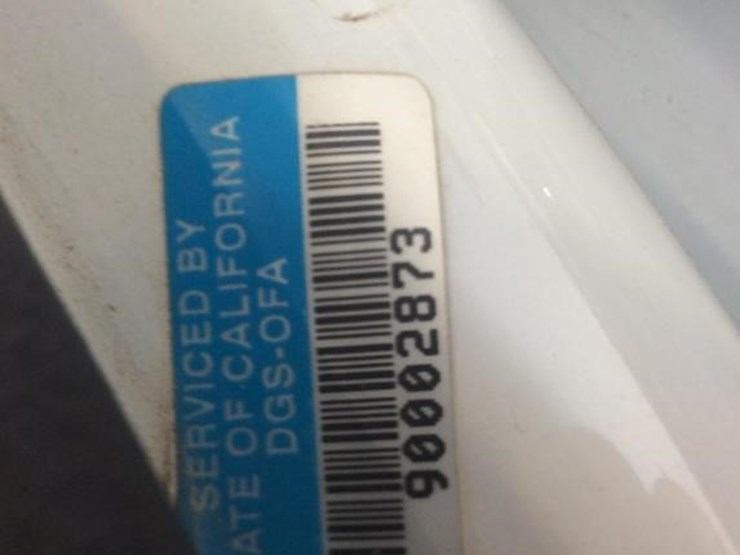 SERVICED BY
ATE OF CALIFORNIA
DGS-OFA
90002873